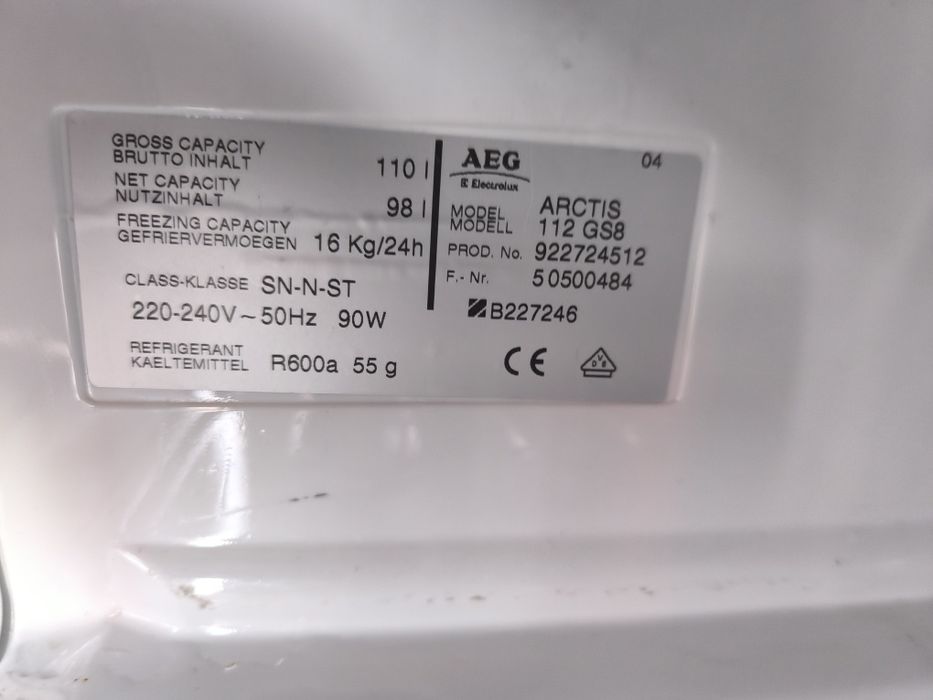 GROSS CAPACITY
BRUTTO INHALT 110 l
NET CAPACITY
NUTZINHALT 98 l
FREEZING CAPACITY
GEFRIERVERMOEGEN 16 Kg/24h
CLASS-KLASSE SN-N-ST
220-240V~50Hz 90W
REFRIGERANT
KAELTEMITTEL R600a 55 g
AEG 04
Electrolux
MODEL ARCTIS
MODELL 112 GS8
PROD. No. 922724512
F.- Nr. 50500484
B227246
CE DVE